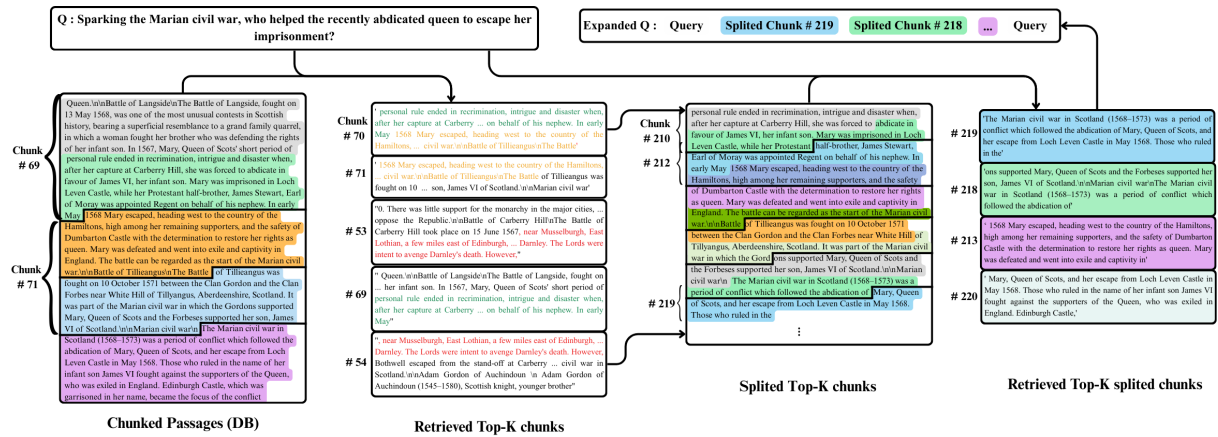 Q : Sparking the Marian civil war, who helped the recently abdicated queen to escape her
imprisonment?
Expanded Q : Query Splited Chunk # 219 Splited Chunk # 218 ... Query
Chunk
# 69
Queen.\n\nBattle of Langside\nThe Battle of Langside, fought on
13 May 1568, was one of the most unusual contests in Scottish
history, bearing a superficial resemblance to a grand family quarrel,
in which a woman fought her brother who was defending the rights
of her infant son. In 1567, Mary, Queen of Scots' short period of
personal rule ended in recrimination, intrigue and disaster when,
after her capture at Carberry Hill, she was forced to abdicate in
favour of James VI, her infant son. Mary was imprisoned in Loch
Leven Castle, while her Protestant half-brother, James Stewart, Earl
of Moray was appointed Regent on behalf of his nephew. In early
May 1568 Mary escaped, heading west to the country of the
Hamiltons, high among her remaining supporters, and the safety of
Dumbarton Castle with the determination to restore her rights as
queen. Mary was defeated and went into exile and captivity in
England. The battle can be regarded as the start of the Marian civil
war.\n\nBattle of Tillieangus\nThe Battle of Tillieangus was
fought on 10 October 1571 between the Clan Gordon and the Clan
Forbes near White Hill of Tillyangus, Aberdeenshire, Scotland. It
was part of the Marian civil war in which the Gordons supported
Mary, Queen of Scots and the Forbeses supported her son, James
VI of Scotland.\n\nMarian civil war\n The Marian civil war in
Scotland (1568–1573) was a period of conflict which followed the
abdication of Mary, Queen of Scots, and her escape from Loch
Leven Castle in May 1568. Those who ruled in the name of her
infant son James VI fought against the supporters of the Queen,
who was exiled in England. Edinburgh Castle, which was
garrisoned in her name, became the focus of the conflict
Chunk
# 71
Chunked Passages (DB)
Chunk
# 70
' personal rule ended in recrimination, intrigue and disaster when,
after her capture at Carberry ... on behalf of his nephew. In early
May 1568 Mary escaped, heading west to the country of the
Hamiltons, ... civil war.\n\nBattle of Tillieangus\nThe Battle'
# 71
' 1568 Mary escaped, heading west to the country of the Hamiltons,
... civil war.\n\nBattle of Tillieangus\nThe Battle of Tillieangus was
fought on 10 ... son, James VI of Scotland.\n\nMarian civil war'
# 53
"0. There was little support for the monarchy in the major cities, ...
oppose the Republic.\n\nBattle of Carberry Hill\nThe Battle of
Carberry Hill took place on 15 June 1567, near Musselburgh, East
Lothian, a few miles east of Edinburgh, ... Darnley. The Lords were
intent to avenge Darnley's death. However,"
# 69
" Queen.\n\nBattle of Langside\nThe Battle of Langside, fought on
... her infant son. In 1567, Mary, Queen of Scots' short period of
personal rule ended in recrimination, intrigue and disaster when,
after her capture at Carberry ... on behalf of his nephew. In early
May"
# 54
", near Musselburgh, East Lothian, a few miles east of Edinburgh, ...
Darnley. The Lords were intent to avenge Darnley's death. However,
Bothwell escaped from the stand-off at Carberry ... civil war in
Scotland.\n\nAdam Gordon of Auchindoun \n Adam Gordon of
Auchindoun (1545–1580), Scottish knight, younger brother"
Retrieved Top-K chunks
Chunk
# 210
# 212
# 219
personal rule ended in recrimination, intrigue and disaster when,
after her capture at Carberry Hill, she was forced to abdicate in
favour of James VI, her infant son. Mary was imprisoned in Loch
Leven Castle, while her Protestant half-brother, James Stewart,
Earl of Moray was appointed Regent on behalf of his nephew. In
early May 1568 Mary escaped, heading west to the country of the
Hamiltons, high among her remaining supporters, and the safety
of Dumbarton Castle with the determination to restore her rights
as queen. Mary was defeated and went into exile and captivity in
England. The battle can be regarded as the start of the Marian civil
war.\n\nBattle of Tillieangus was fought on 10 October 1571
between the Clan Gordon and the Clan Forbes near White Hill of
Tillyangus, Aberdeenshire, Scotland. It was part of the Marian civil
war in which the Gord ons supported Mary, Queen of Scots and
the Forbeses supported her son, James VI of Scotland.\n\nMarian
civil war\n The Marian civil war in Scotland (1568–1573) was a
period of conflict which followed the abdication of Mary, Queen
of Scots, and her escape from Loch Leven Castle in May 1568.
Those who ruled in the
⋮
Splited Top-K chunks
# 219
'The Marian civil war in Scotland (1568–1573) was a period of
conflict which followed the abdication of Mary, Queen of Scots, and
her escape from Loch Leven Castle in May 1568. Those who ruled
in the'
# 218
'ons supported Mary, Queen of Scots and the Forbeses supported her
son, James VI of Scotland.\n\nMarian civil war\nThe Marian civil
war in Scotland (1568–1573) was a period of conflict which
followed the abdication of'
# 213
' 1568 Mary escaped, heading west to the country of the Hamiltons,
high among her remaining supporters, and the safety of Dumbarton
Castle with the determination to restore her rights as queen. Mary
was defeated and went into exile and captivity in'
# 220
' Mary, Queen of Scots, and her escape from Loch Leven Castle in
May 1568. Those who ruled in the name of her infant son James VI
fought against the supporters of the Queen, who was exiled in
England. Edinburgh Castle,'
Retrieved Top-K splited chunks